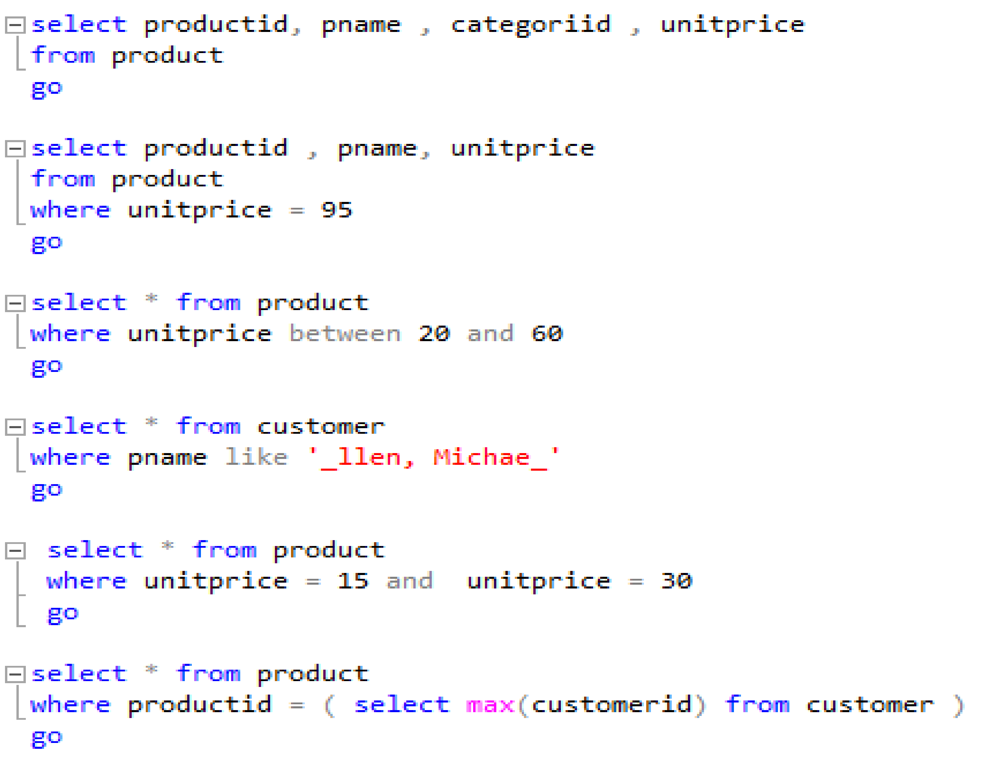 select productid, pname , categoriid , unitprice
from product
go
select productid , pname, unitprice
from product
where unitprice = 95
go
select * from product
where unitprice between 20 and 60
go
select * from customer
where pname like '_llen, Michae_'
go
select * from product
where unitprice = 15 and  unitprice = 30
go
select * from product
where productid = ( select max(customerid) from customer )
go